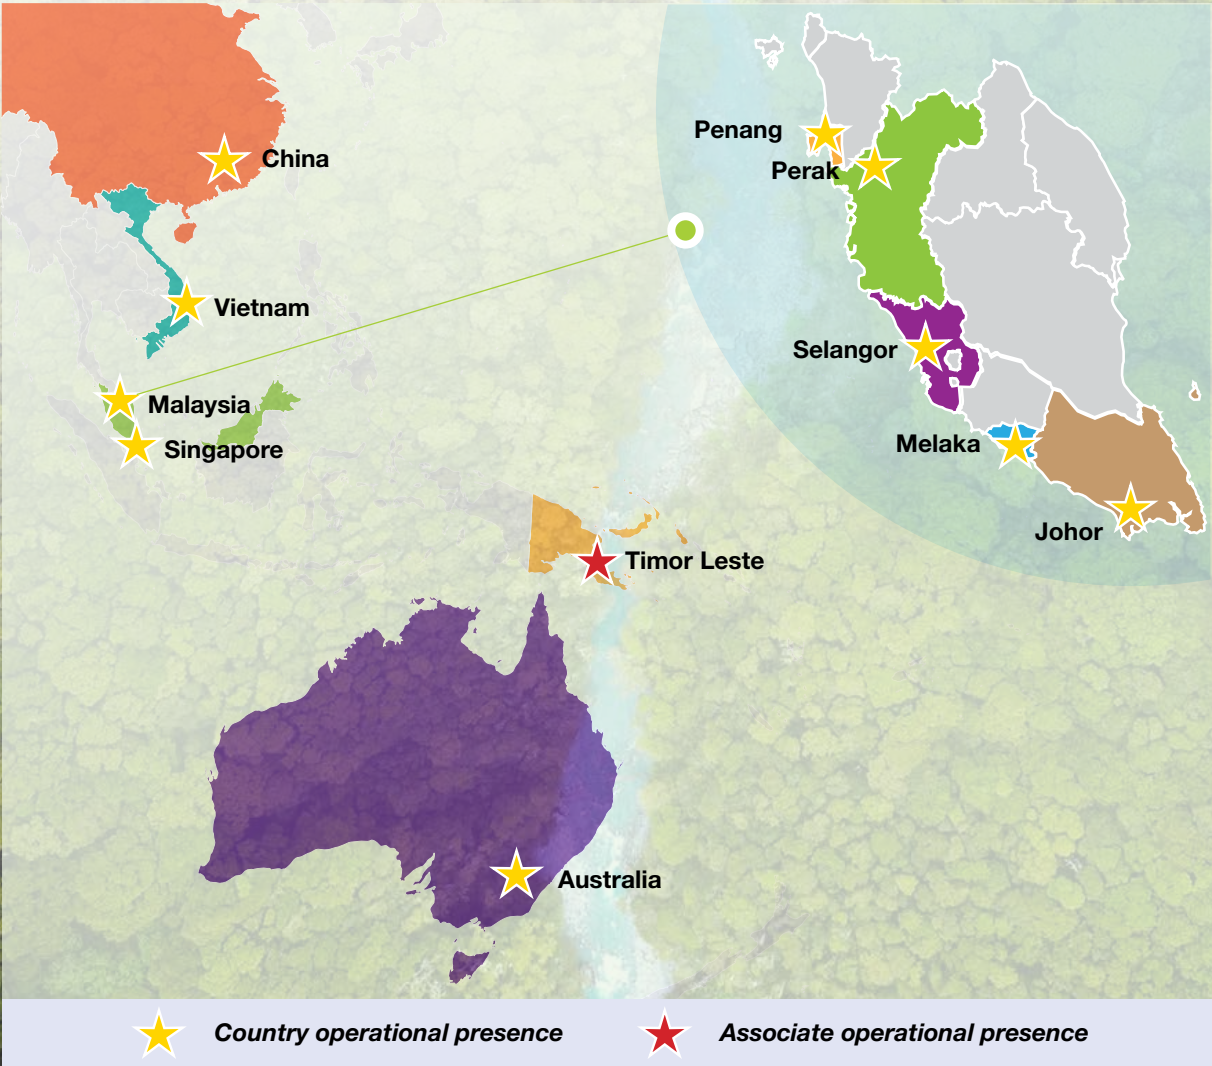 China
Vietnam
Malaysia
Singapore
Timor Leste
Australia
Penang
Perak
Selangor
Melaka
Johor
Country operational presence
Associate operational presence